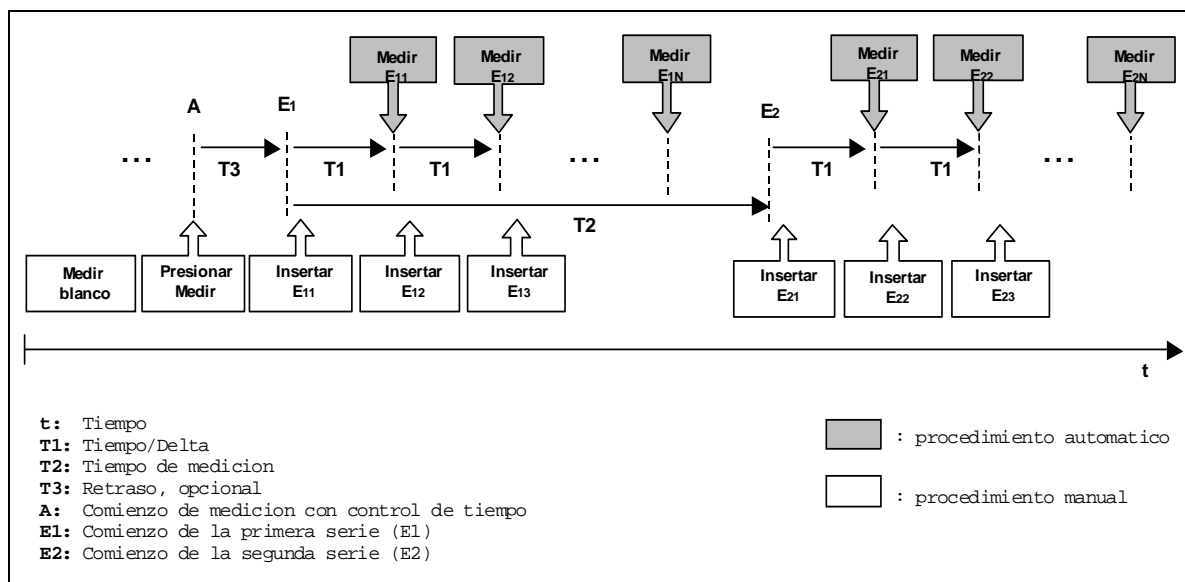 Medir
E11
Medir
E12
Medir
E1N
Medir
E21
Medir
E22
Medir
E2N
A
E1
E2
...
T3
T1
T1
...
T1
T1
...
T2
Medir
blanco
Presionar
Medir
Insertar
E11
Insertar
E12
Insertar
E13
Insertar
E21
Insertar
E22
Insertar
E23
t
t: Tiempo
T1: Tiempo/Delta
T2: Tiempo de medicion
T3: Retraso, opcional
A: Comienzo de medicion con control de tiempo
E1: Comienzo de la primera serie (E1)
E2: Comienzo de la segunda serie (E2)
: procedimiento automatico
: procedimiento manual